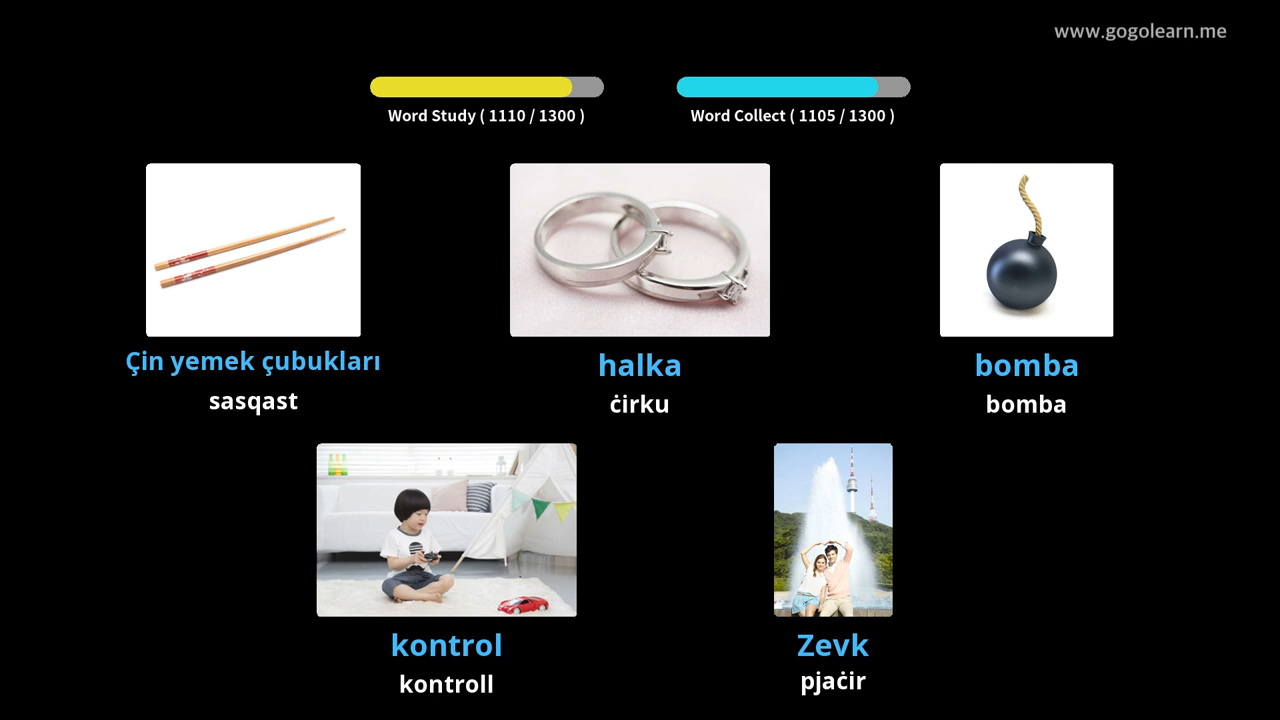 www.gogolearn.me
Word Study ( 1110 / 1300 )
Word Collect ( 1105 / 1300 )
Çin yemek çubukları
sasqast
halka
ċirku
bomba
bomba
kontrol
kontroll
Zevk
pjaċir